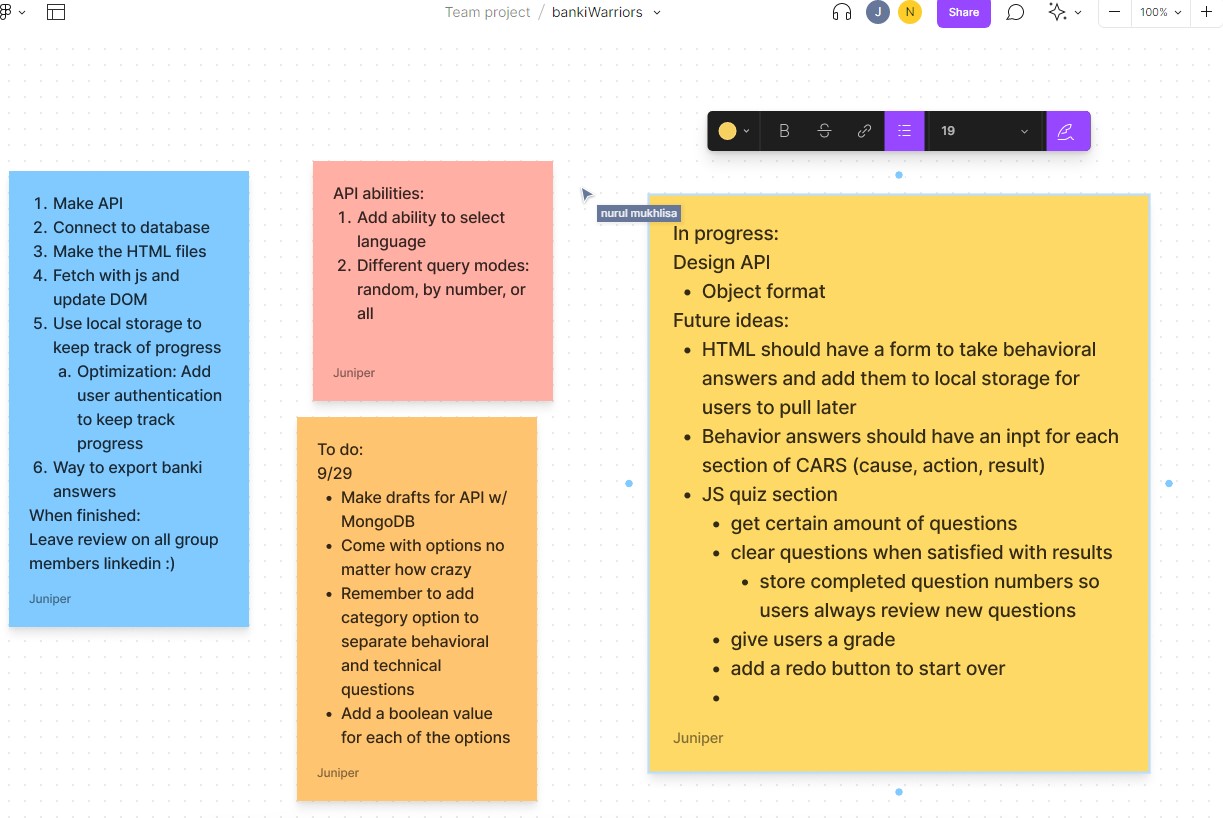 Team project / bankiWarriors
J
N
Share
100%
19
1. Make API
2. Connect to database
3. Make the HTML files
4. Fetch with js and
update DOM
5. Use local storage to
keep track of progress
a. Optimization: Add
user authentication
to keep track
progress
6. Way to export banki
answers
When finished:
Leave review on all group
members linkedin :)
Juniper
API abilities:
1. Add ability to select
language
2. Different query modes:
random, by number, or
all
Juniper
To do:
9/29
• Make drafts for API w/
MongoDB
• Come with options no
matter how crazy
• Remember to add
category option to
separate behavioral
and technical
questions
• Add a boolean value
for each of the options
Juniper
nurul mukhlisa
In progress:
Design API
• Object format
Future ideas:
• HTML should have a form to take behavioral
answers and add them to local storage for
users to pull later
• Behavior answers should have an inpt for each
section of CARS (cause, action, result)
• JS quiz section
• get certain amount of questions
• clear questions when satisfied with results
• store completed question numbers so
users always review new questions
• give users a grade
• add a redo button to start over
•
Juniper